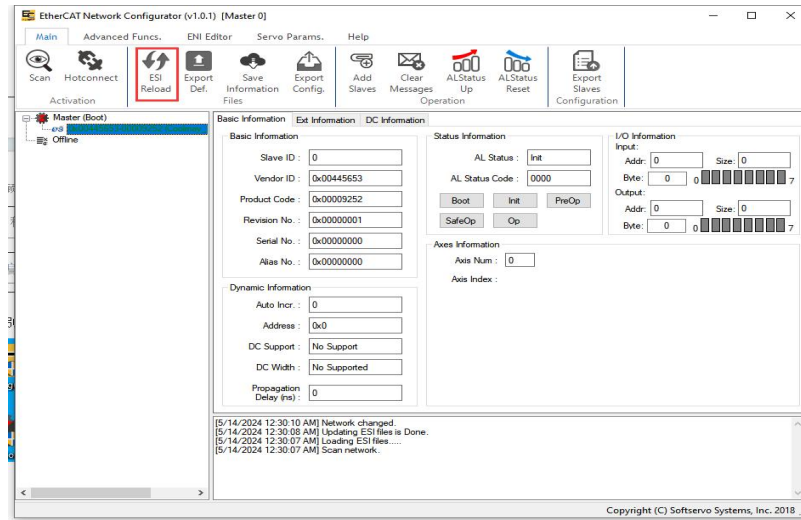 EtherCAT Network Configurator (v1.0.1) [Master 0]
Main Advanced Funcs. ENI Editor Servo Params. Help
Scan Hotconnect ESI Reload Export Def. Save Information Export Config. Add Slaves Clear Messages ALStatus Up ALStatus Reset Export Slaves
Activation Files Operation Configuration
Master (Boot)
Offline
Basic Information Ext Information DC Information
Basic Information
Slave ID : 0
Vendor ID : 0x00445653
Product Code : 0x00009252
Revision No. : 0x00000001
Serial No. : 0x00000000
Alias No. : 0x00000000
Dynamic Information
Auto Incr. : 0
Address : 0x0
DC Support : No Support
DC Width : No Supported
Propagation
Delay (ns) : 0
Status Information
AL Status : Init
AL Status Code : 0000
Boot Init PreOp
SafeOp Op
Axes Information
Axis Num : 0
Axis Index :
I/O Information
Input:
Addr: 0 Size: 0
Byte: 0 0 7
Output:
Addr: 0 Size: 0
Byte: 0 0 7
[5/14/2024 12:30:10 AM] Network changed.
[5/14/2024 12:30:08 AM] Updating ESI files is Done.
[5/14/2024 12:30:07 AM] Loading ESI files.....
[5/14/2024 12:30:07 AM] Scan network.
Copyright (C) Softservo Systems, Inc. 2018